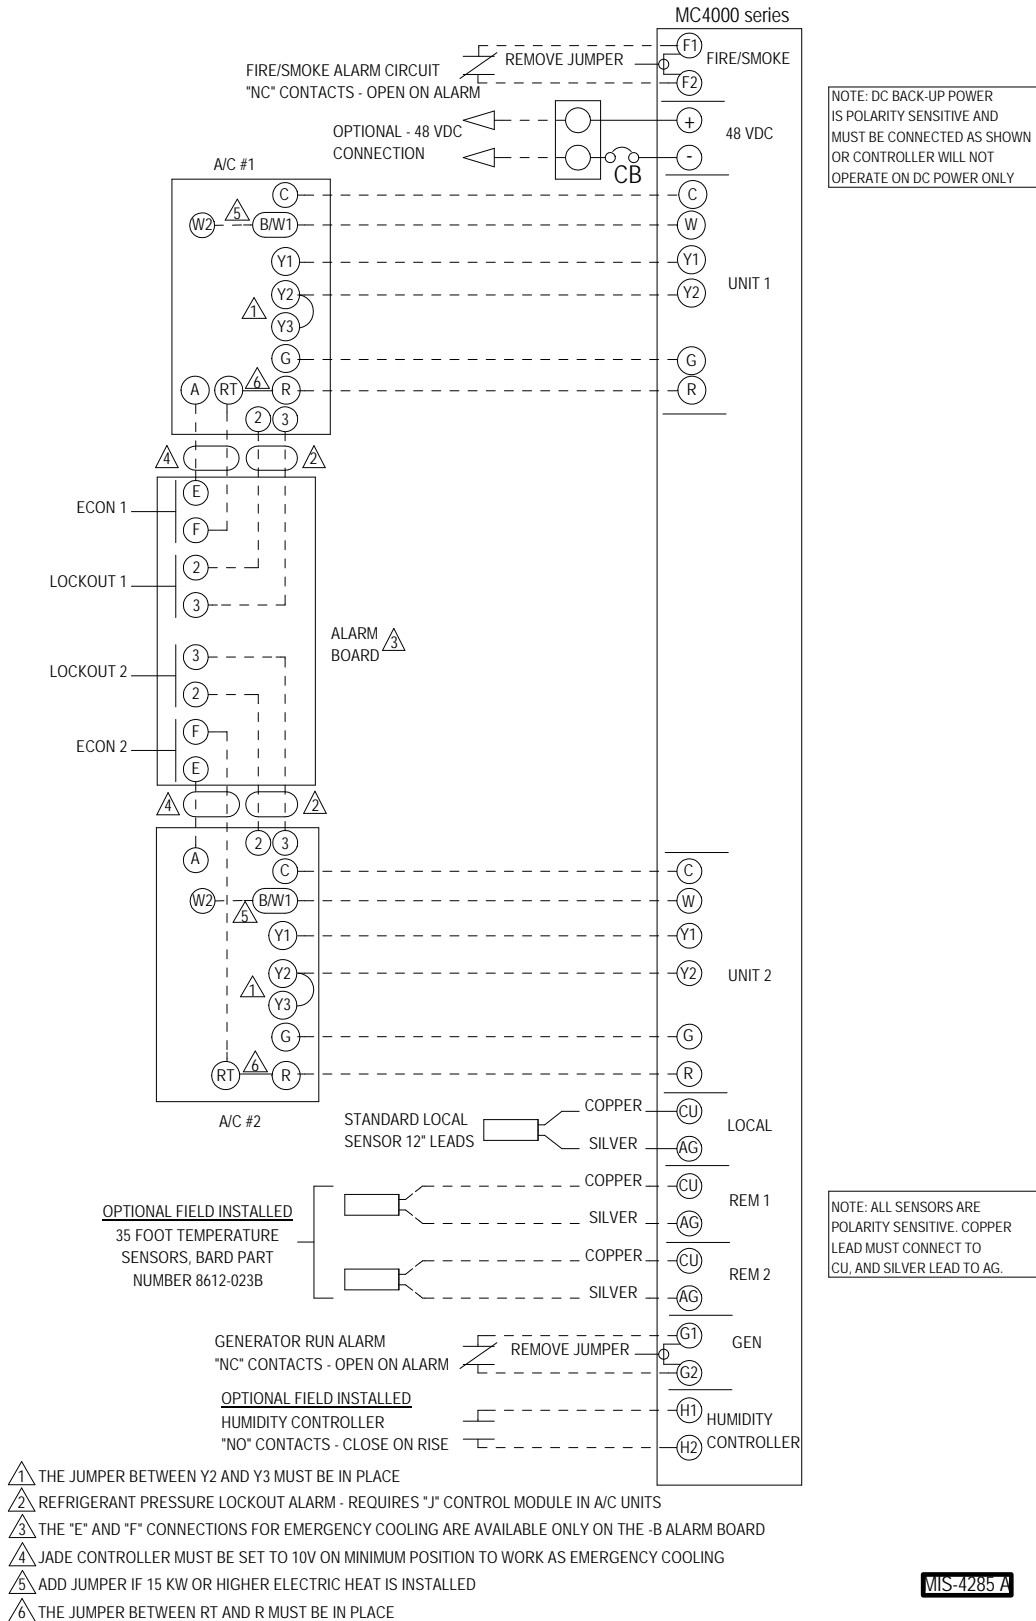 MC4000 series
F1
FIRE/SMOKE
F2
REMOVE JUMPER
FIRE/SMOKE ALARM CIRCUIT
"NC" CONTACTS - OPEN ON ALARM
NOTE: DC BACK-UP POWER
IS POLARITY SENSITIVE AND
MUST BE CONNECTED AS SHOWN
OR CONTROLLER WILL NOT
OPERATE ON DC POWER ONLY
OPTIONAL - 48 VDC
CONNECTION
CB
+
48 VDC
-
A/C #1
C
W2
5
B/W1
Y1
Y2
1
Y3
G
A
RT
6
R
2
3
C
W
Y1
Y2
UNIT 1
G
R
4
2
ECON 1
E
F
LOCKOUT 1
2
3
ALARM
BOARD
3
LOCKOUT 2
3
2
ECON 2
F
E
4
2
A
2
3
C
W2
5
B/W1
Y1
Y2
1
Y3
G
RT
6
R
A/C #2
C
W
Y1
Y2
UNIT 2
G
R
STANDARD LOCAL
SENSOR 12" LEADS
COPPER
SILVER
CU
LOCAL
AG
OPTIONAL FIELD INSTALLED
35 FOOT TEMPERATURE
SENSORS, BARD PART
NUMBER 8612-023B
COPPER
SILVER
CU
REM 1
AG
COPPER
SILVER
CU
REM 2
AG
NOTE: ALL SENSORS ARE
POLARITY SENSITIVE. COPPER
LEAD MUST CONNECT TO
CU, AND SILVER LEAD TO AG.
GENERATOR RUN ALARM
"NC" CONTACTS - OPEN ON ALARM
REMOVE JUMPER
G1
GEN
G2
OPTIONAL FIELD INSTALLED
HUMIDITY CONTROLLER
"NO" CONTACTS - CLOSE ON RISE
H1
HUMIDITY
H2
CONTROLLER
1 THE JUMPER BETWEEN Y2 AND Y3 MUST BE IN PLACE
2 REFRIGERANT PRESSURE LOCKOUT ALARM - REQUIRES "J" CONTROL MODULE IN A/C UNITS
3 THE "E" AND "F" CONNECTIONS FOR EMERGENCY COOLING ARE AVAILABLE ONLY ON THE -B ALARM BOARD
4 JADE CONTROLLER MUST BE SET TO 10V ON MINIMUM POSITION TO WORK AS EMERGENCY COOLING
5 ADD JUMPER IF 15 KW OR HIGHER ELECTRIC HEAT IS INSTALLED
6 THE JUMPER BETWEEN RT AND R MUST BE IN PLACE
MIS-4285 A